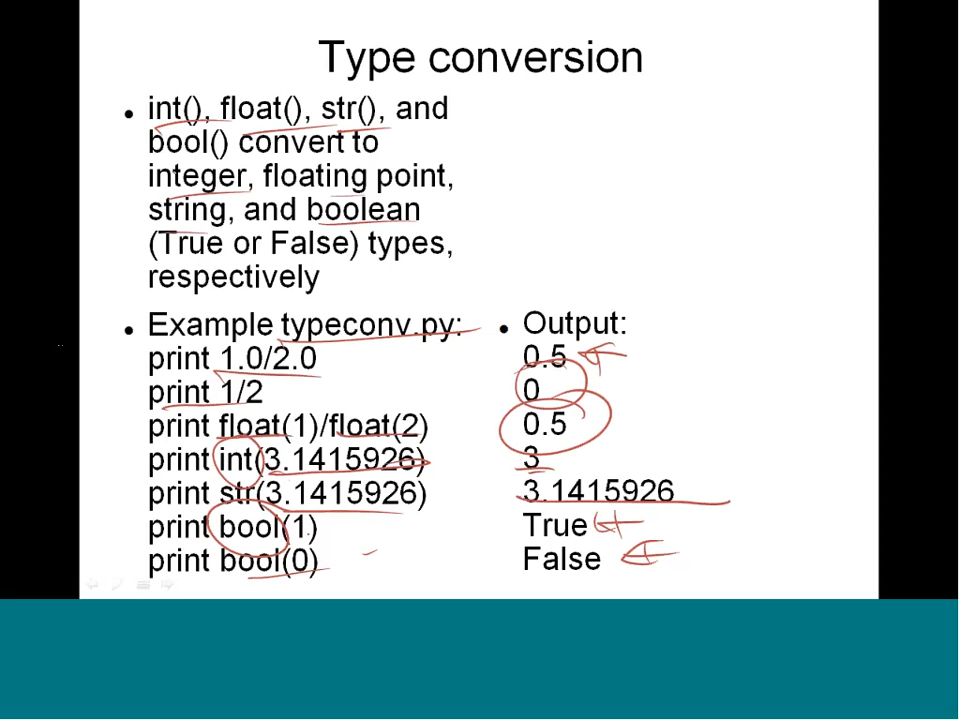 Type conversion
• int(), float(), str(), and
bool() convert to
integer, floating point,
string, and boolean
(True or False) types,
respectively
• Example typeconv.py:
print 1.0/2.0
print 1/2
print float(1)/float(2)
print int(3.1415926)
print str(3.1415926)
print bool(1)
print bool(0)
• Output:
0.5
0
0.5
3
3.1415926
True
False